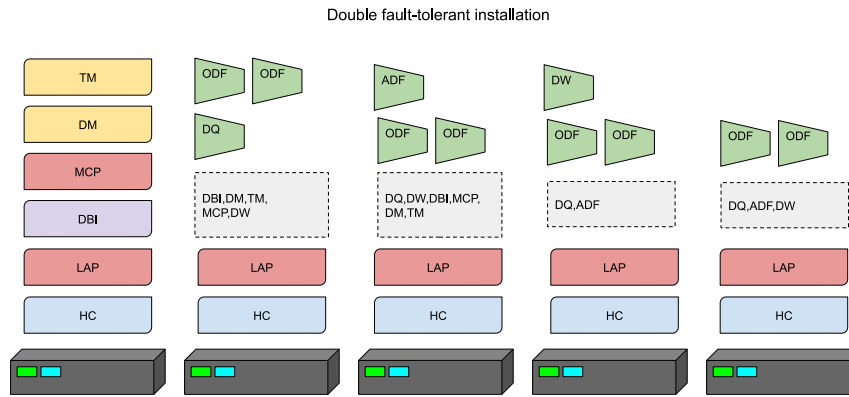 Double fault-tolerant installation
TM
DM
MCP
DBI
LAP
HC
ODF ODF
DQ
DBI,DM,TM,
MCP,DW
LAP
HC
ADF
ODF ODF
DQ,DW,DBI,MCP,
DM,TM
LAP
HC
DW
ODF ODF
DQ,ADF
LAP
HC
ODF ODF
DQ,ADF,DW
LAP
HC